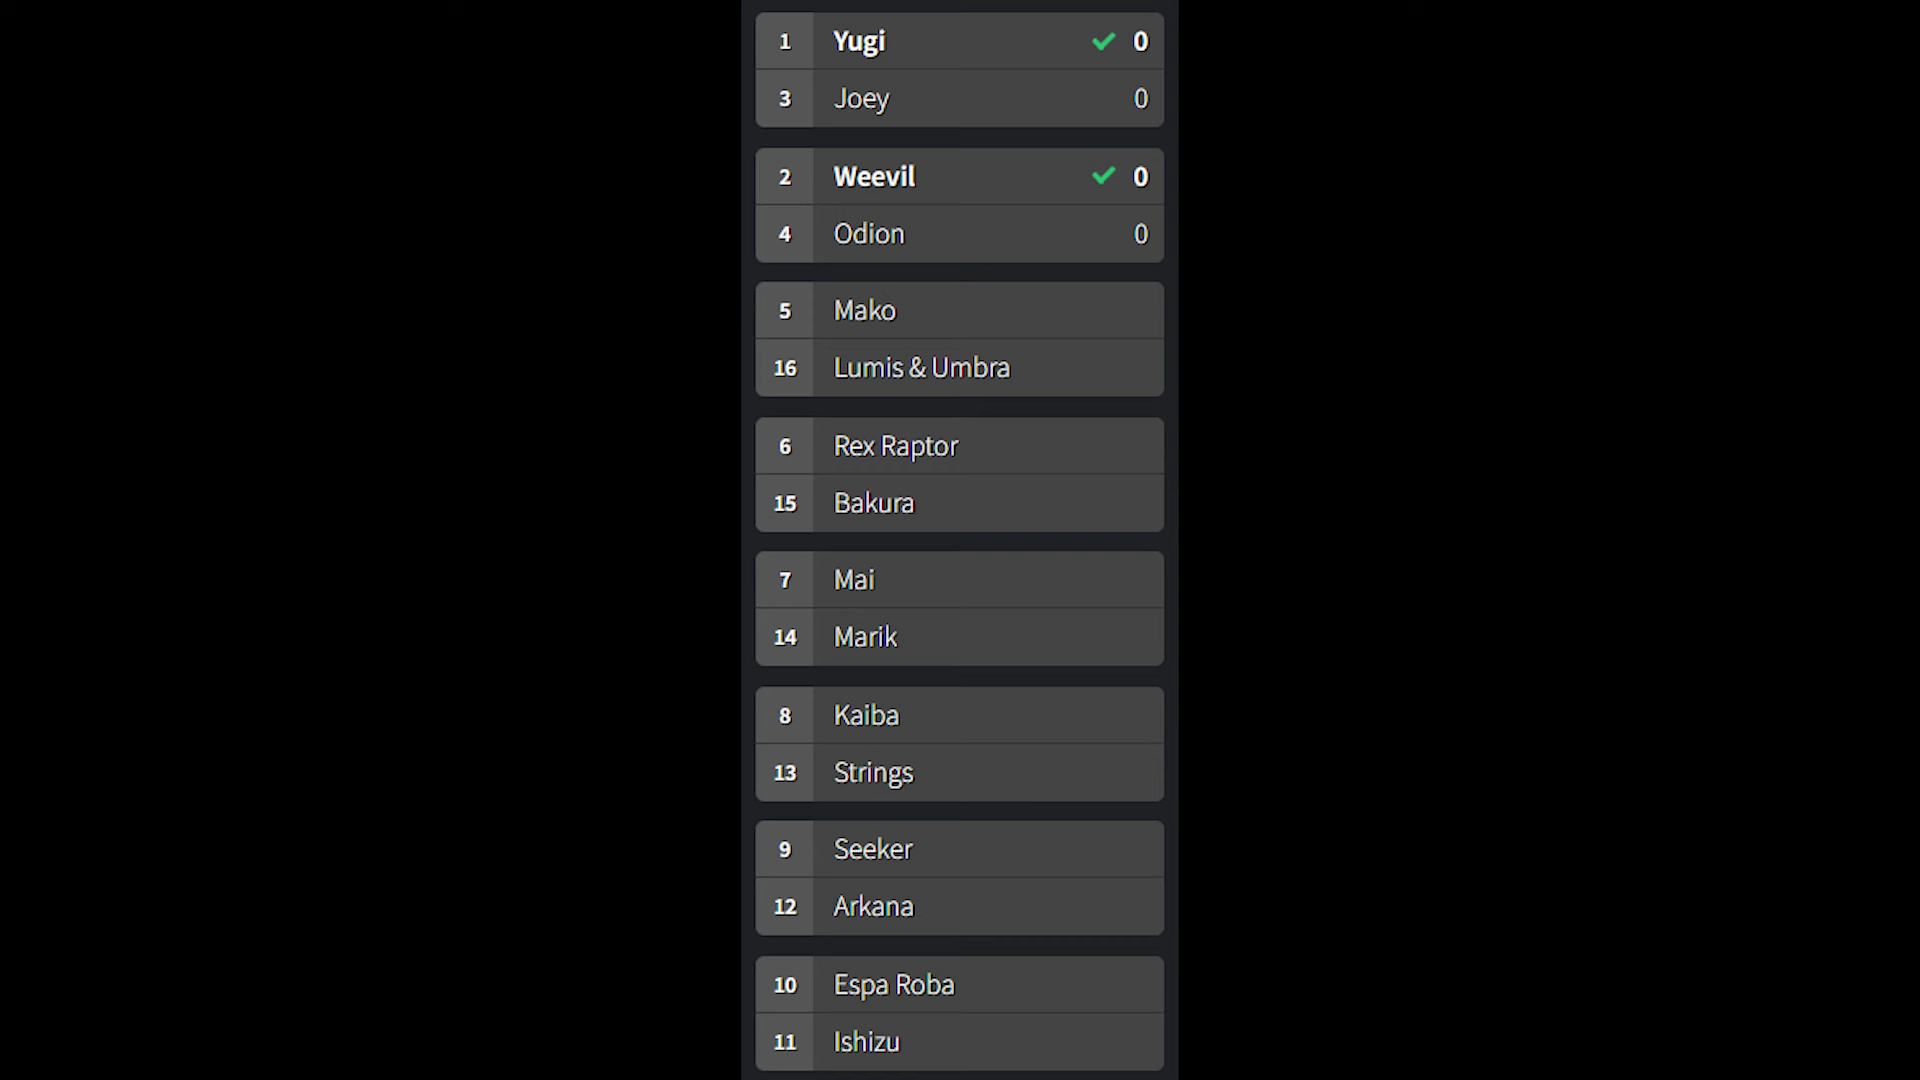 1 Yugi 0
3 Joey 0
2 Weevil 0
4 Odion 0
5 Mako
16 Lumis & Umbra
6 Rex Raptor
15 Bakura
7 Mai
14 Marik
8 Kaiba
13 Strings
9 Seeker
12 Arkana
10 Espa Roba
11 Ishizu